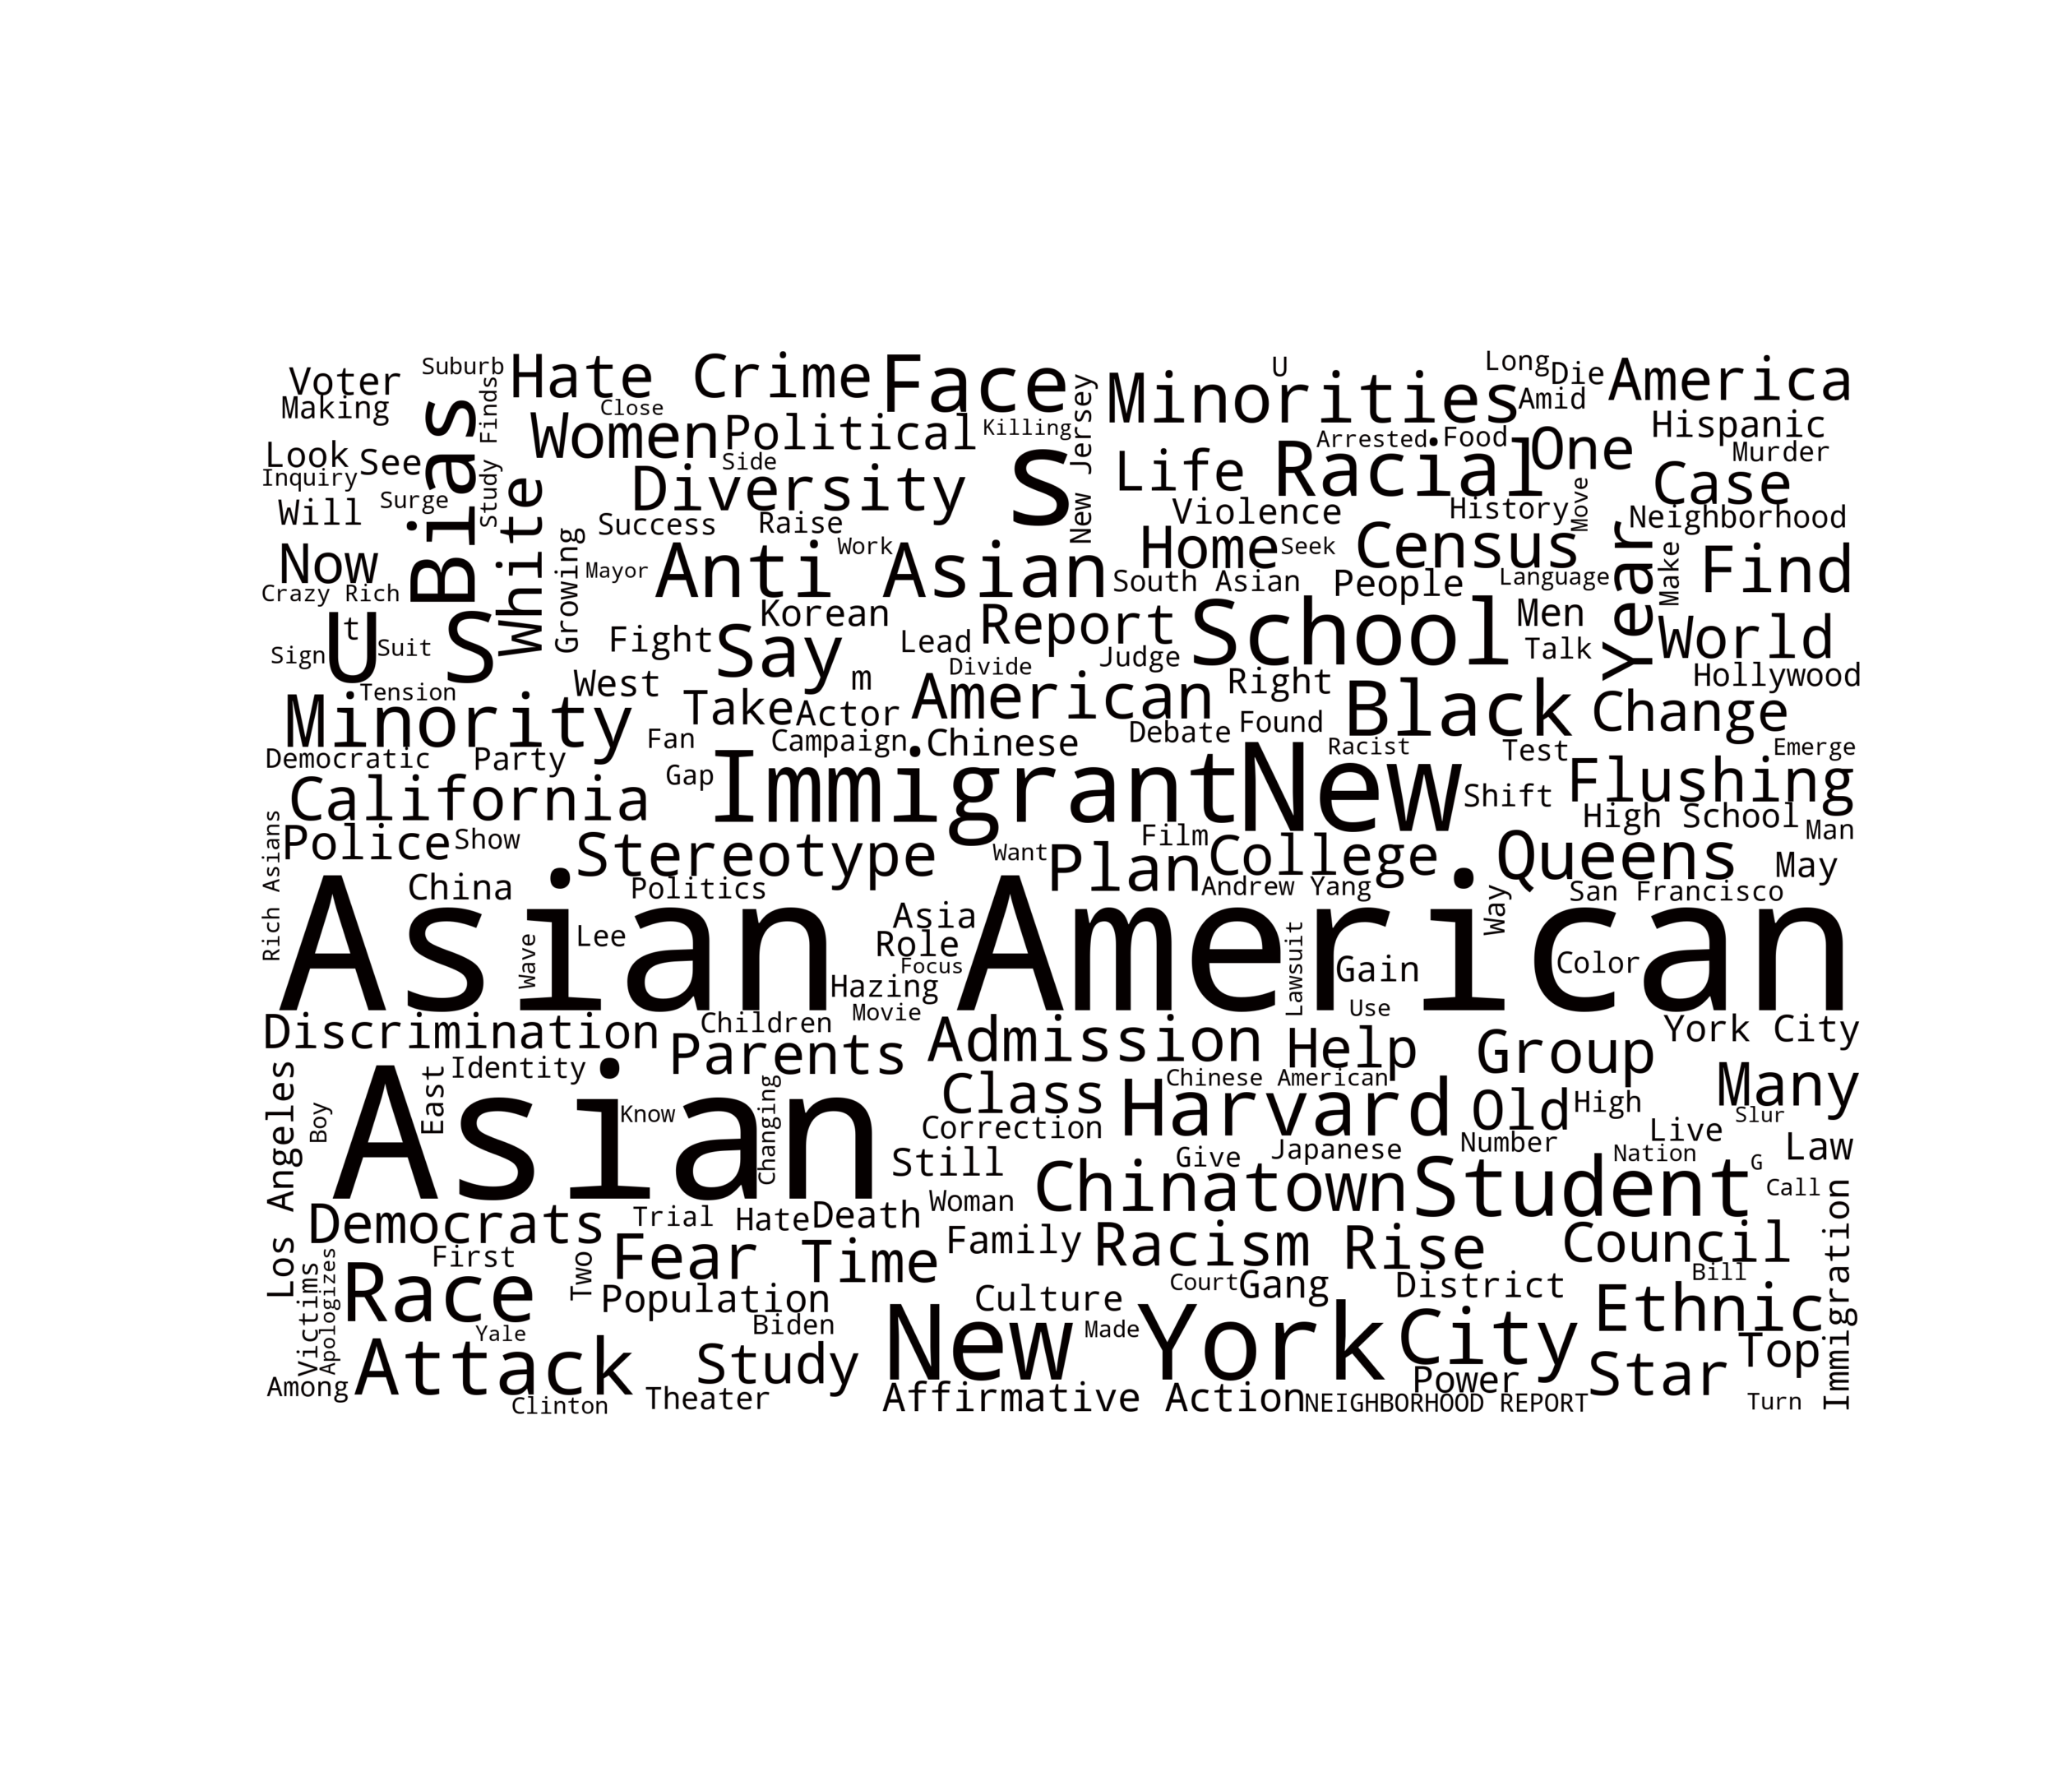 Voter
Suburb
Hate Crime
Face
U
Long
Die
America
Making
Close
Minorities
Amid
Bias
Study Finds
Women
Political
Killing
New Jersey
Hispanic
Look
See
Side
S
Arrested
Food
One
Murder
Inquiry
Diversity
Life
Racial
Case
Will
Surge
White
Success
Raise
Violence
History
Move
Neighborhood
Now
Growing
Mayor
Anti Asian
Work
Home
Seek
Census
Year
Make
Find
Crazy Rich
South Asian
People
Language
U S
t
Korean
Report
School
Men
World
Sign
Suit
Fight
Say
Lead
Judge
Talk
Tension
West
m
Divide
Right
Hollywood
Minority
Take
Actor
American
Found
Black
Change
Fan
Campaign
Chinese
Debate
Racist
Test
Emerge
Democratic
Party
Gap
Immigrant
New
Shift
Flushing
California
High School
Police
Show
Stereotype
Want
Film
Plan
College
Queens
Man
May
Rich Asians
China
Politics
Andrew Yang
San Francisco
Asian American
Wave
Lee
Asia
Role
Focus
Hazing
Movie
Lawsuit
Gain
Use
Way
Color
Discrimination
Children
Parents
Admission
Help
Group
York City
Los Angeles
Identity
Asian
East
Boy
Know
Changing
Class
Chinese American
Harvard
Old
High
Many
Slur
Correction
Number
Live
Law
Still
Give
Japanese
Nation
G
Chinatown
Student
Call
Woman
Democrats
Trial
Hate
Death
Family
Racism
Rise
Council
Immigration
First
Two
Fear
Time
Court
Gang
District
Bill
Victims
Apologizes
Race
Population
Culture
Ethnic
Yale
Biden
New York
Made
City
Attack
Study
Star
Top
Among
Clinton
Theater
Affirmative Action
Power
NEIGHBORHOOD REPORT
Turn